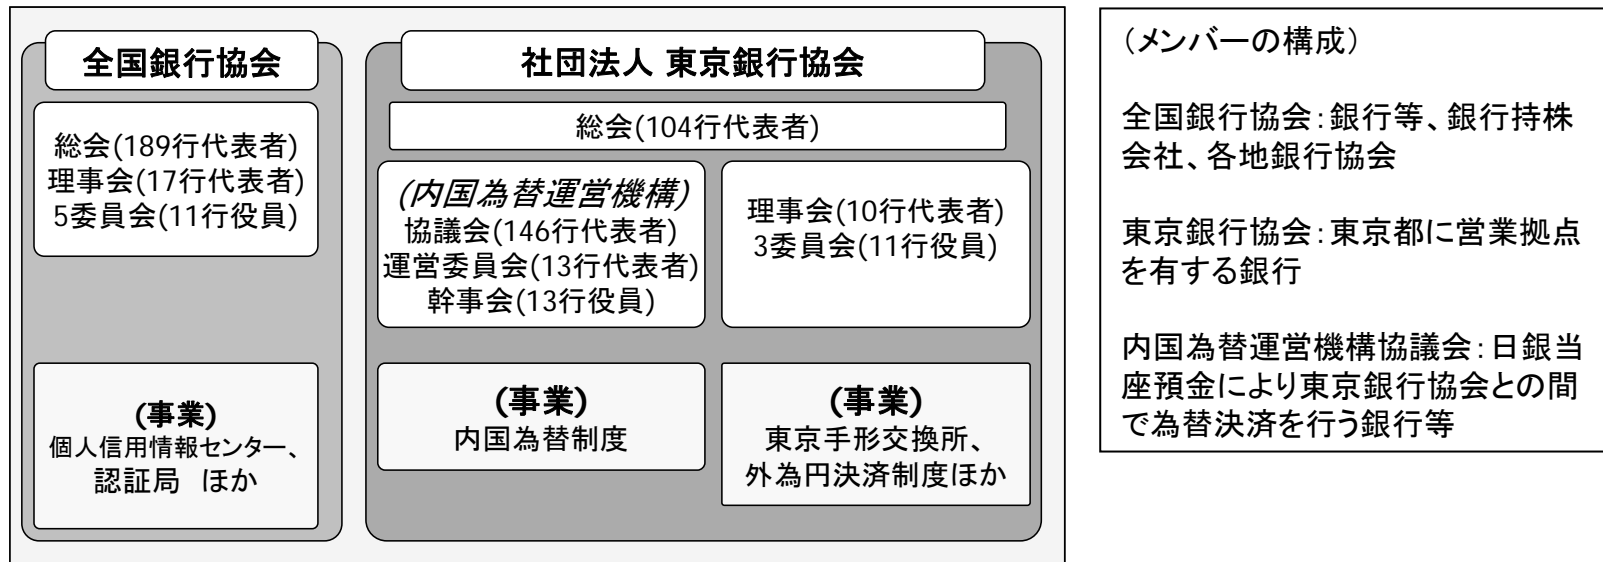 全国銀行協会
総会(189行代表者)
理事会(17行代表者)
5委員会(11行役員)
(事業)
個人信用情報センター、
認証局　ほか
社団法人 東京銀行協会
総会(104行代表者)
(内国為替運営機構)
協議会(146行代表者)
運営委員会(13行代表者)
幹事会(13行役員)
理事会(10行代表者)
3委員会(11行役員)
(事業)
内国為替制度
(事業)
東京手形交換所、
外為円決済制度ほか
（メンバーの構成）
全国銀行協会：銀行等、銀行持株
会社、各地銀行協会
東京銀行協会：東京都に営業拠点
を有する銀行
内国為替運営機構協議会：日銀当
座預金により東京銀行協会との間
で為替決済を行う銀行等